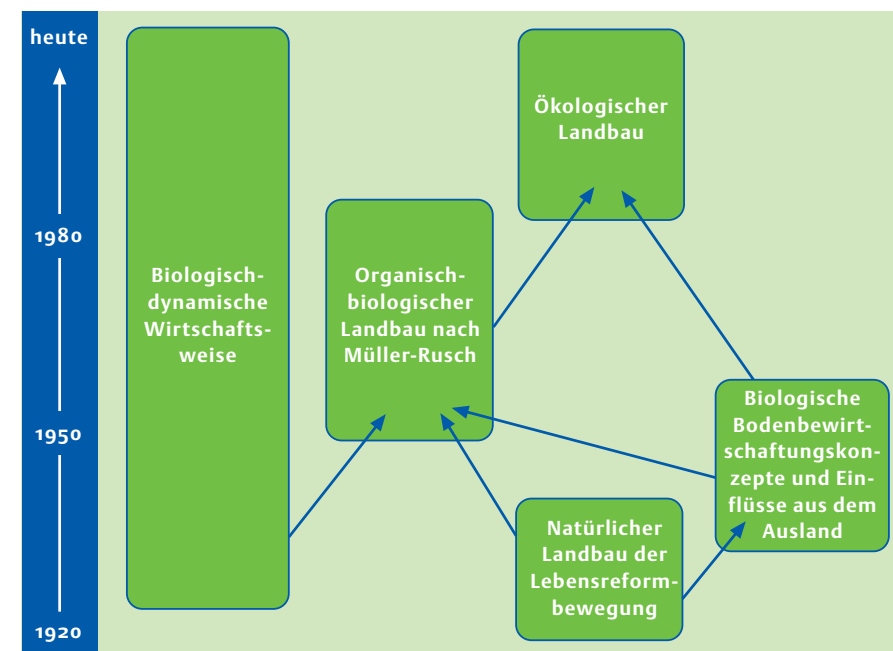 heute
1980
1950
1920
Biologisch-
dynamische
Wirtschafts-
weise
Organisch-
biologischer
Landbau nach
Müller-Rusch
Ökologischer
Landbau
Natürlicher
Landbau der
Lebensreform-
bewegung
Biologische
Bodenbewirt-
schaftungskon-
zepte und Ein-
flüsse aus dem
Ausland